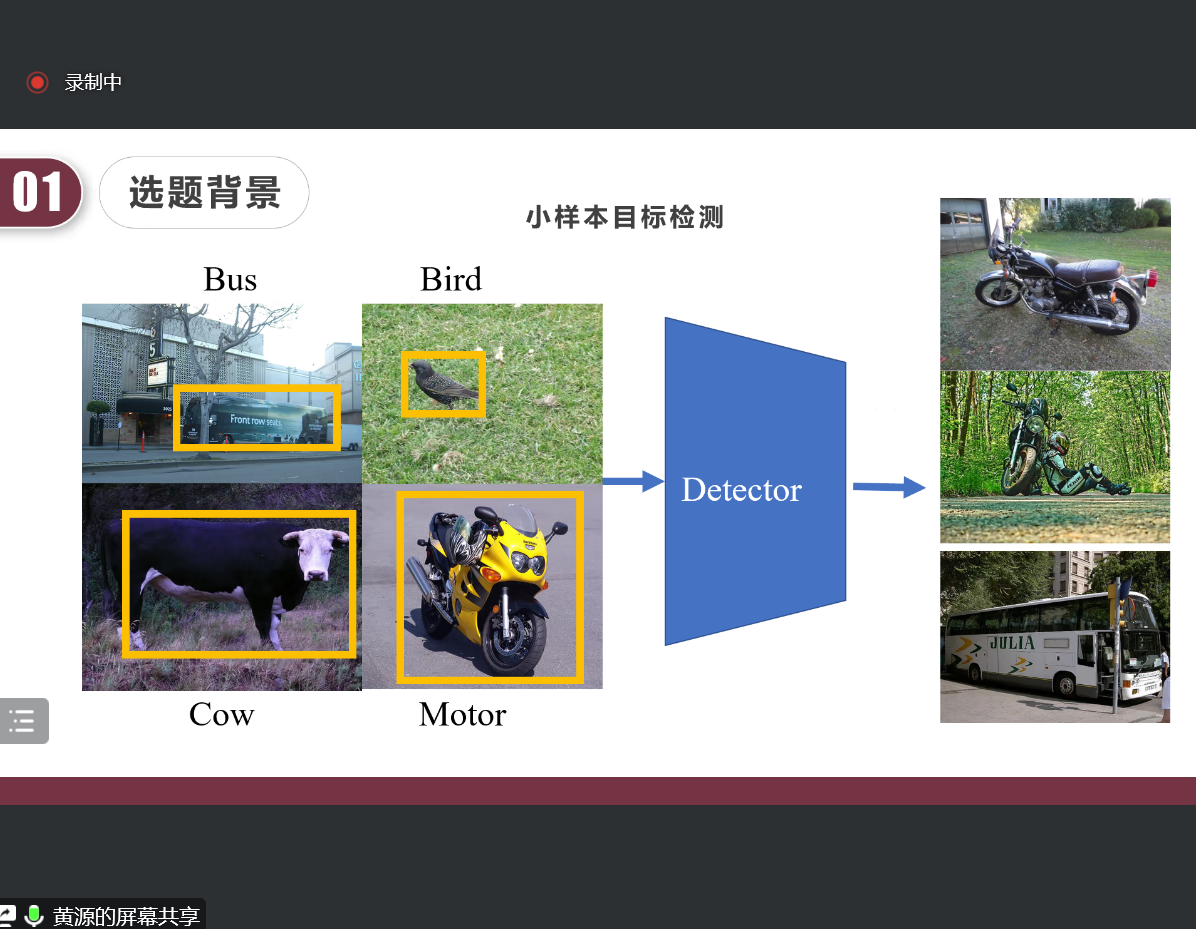 录制中
01
选题背景
小样本目标检测
Bus
Bird
Front row seats.
Detector
JULIA
Cow
Motor
黄源的屏幕共享